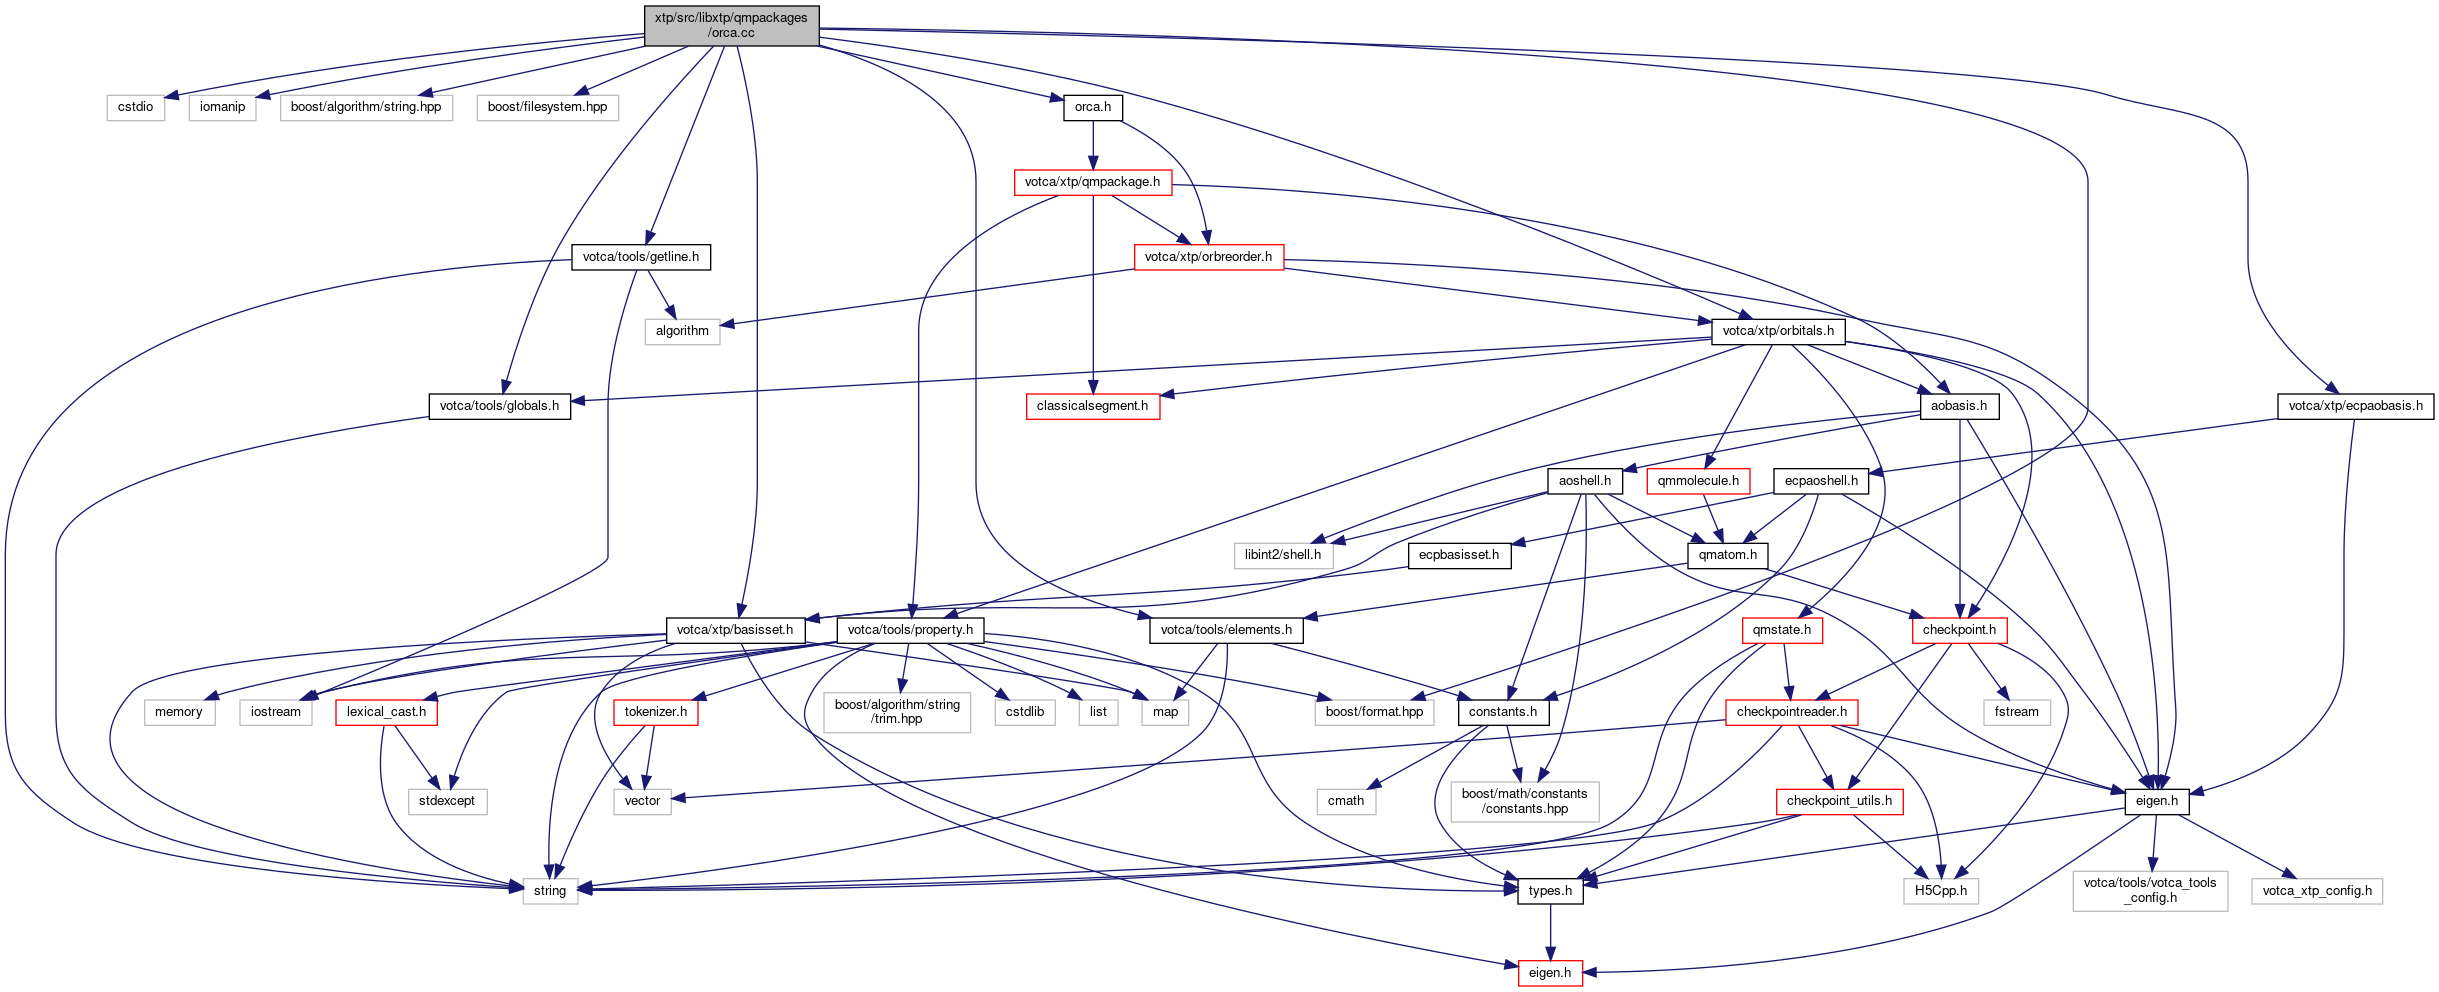 xtp/src/libxtp/qmpackages
/orca.cc
cstdio
iomanip
boost/algorithm/string.hpp
boost/filesystem.hpp
orca.h
votca/xtp/qmpackage.h
votca/tools/getline.h
votca/xtp/orbreorder.h
algorithm
votca/xtp/orbitals.h
votca/tools/globals.h
classicalsegment.h
aobasis.h
votca/xtp/ecpaobasis.h
aoshell.h
qmmolecule.h
ecpaoshell.h
libint2/shell.h
ecpbasisset.h
qmatom.h
votca/xtp/basisset.h
votca/tools/property.h
votca/tools/elements.h
qmstate.h
checkpoint.h
memory
iostream
lexical_cast.h
tokenizer.h
boost/algorithm/string
/trim.hpp
cstdlib
list
map
boost/format.hpp
constants.h
checkpointreader.h
fstream
stdexcept
vector
cmath
boost/math/constants
/constants.hpp
checkpoint_utils.h
eigen.h
string
types.h
H5Cpp.h
votca/tools/votca_tools
_config.h
votca_xtp_config.h
eigen.h